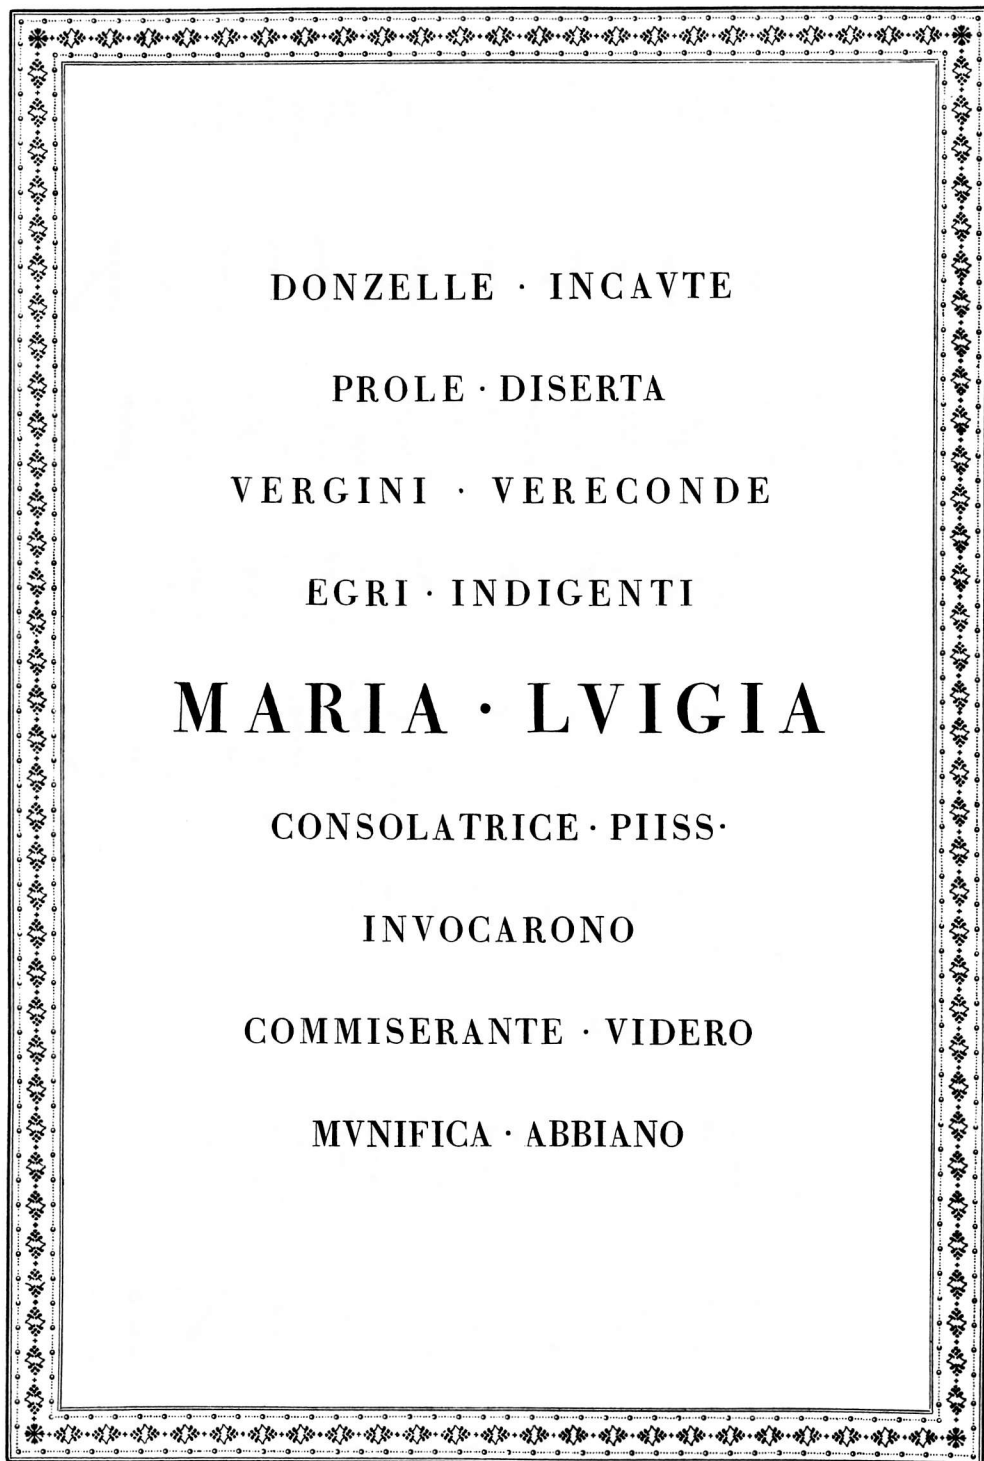 DONZELLE · INCAVTE
PROLE · DISERTA
VERGINI · VERECONDE
EGRI · INDIGENTI
MARIA · LVIGIA
CONSOLATRICE · PIISS·
INVOCARONO
COMMISERANTE · VIDERO
MVNIFICA · ABBIANO